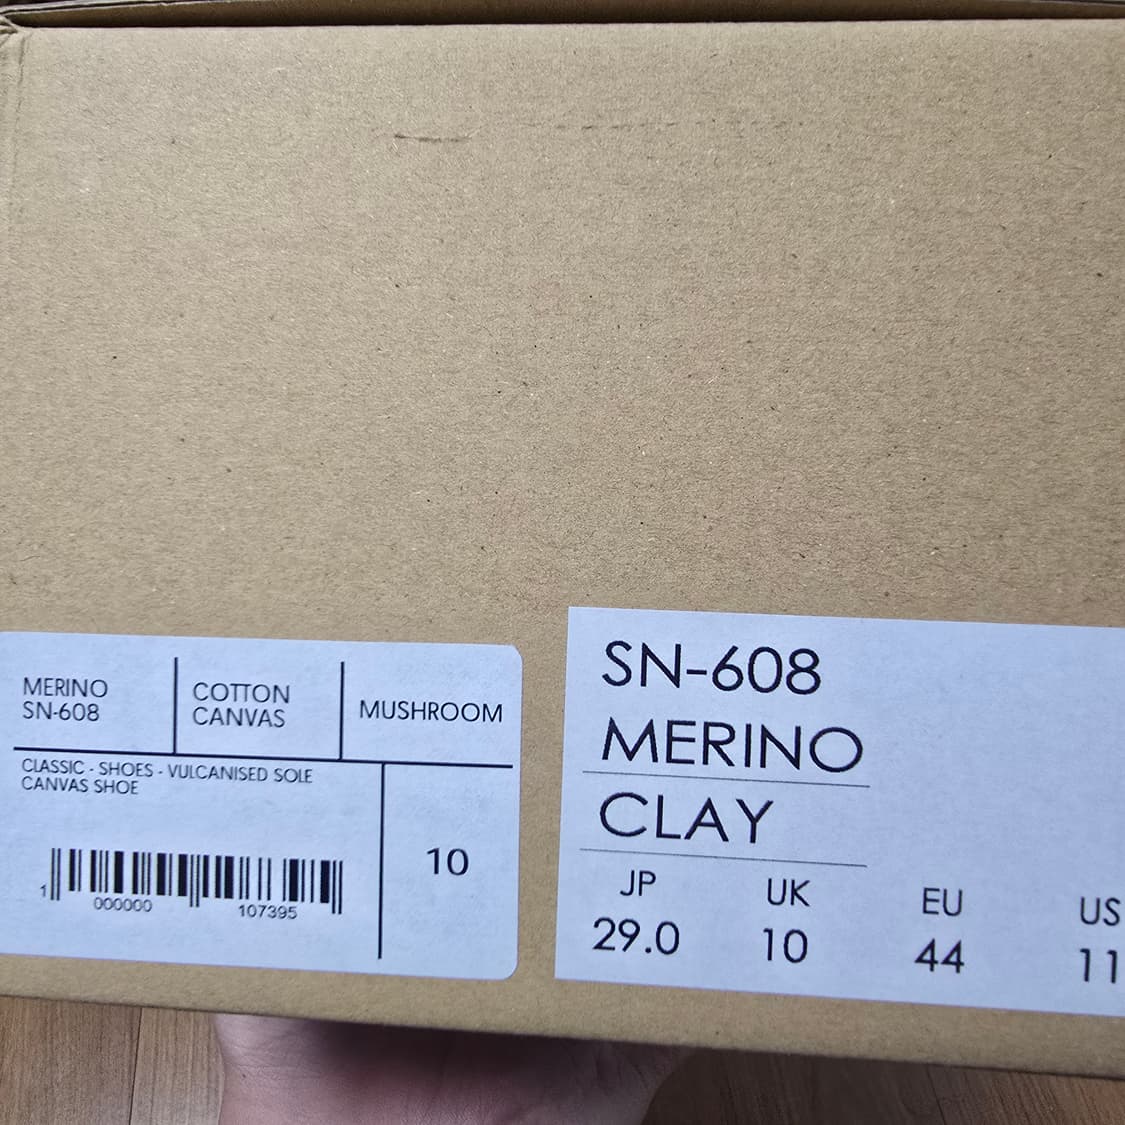 MERINO
SN-608
COTTON
CANVAS
MUSHROOM
CLASSIC - SHOES - VULCANISED SOLE
CANVAS SHOE
10
1 000000 107395
SN-608
MERINO
CLAY
JP UK EU US
29.0 10 44 11